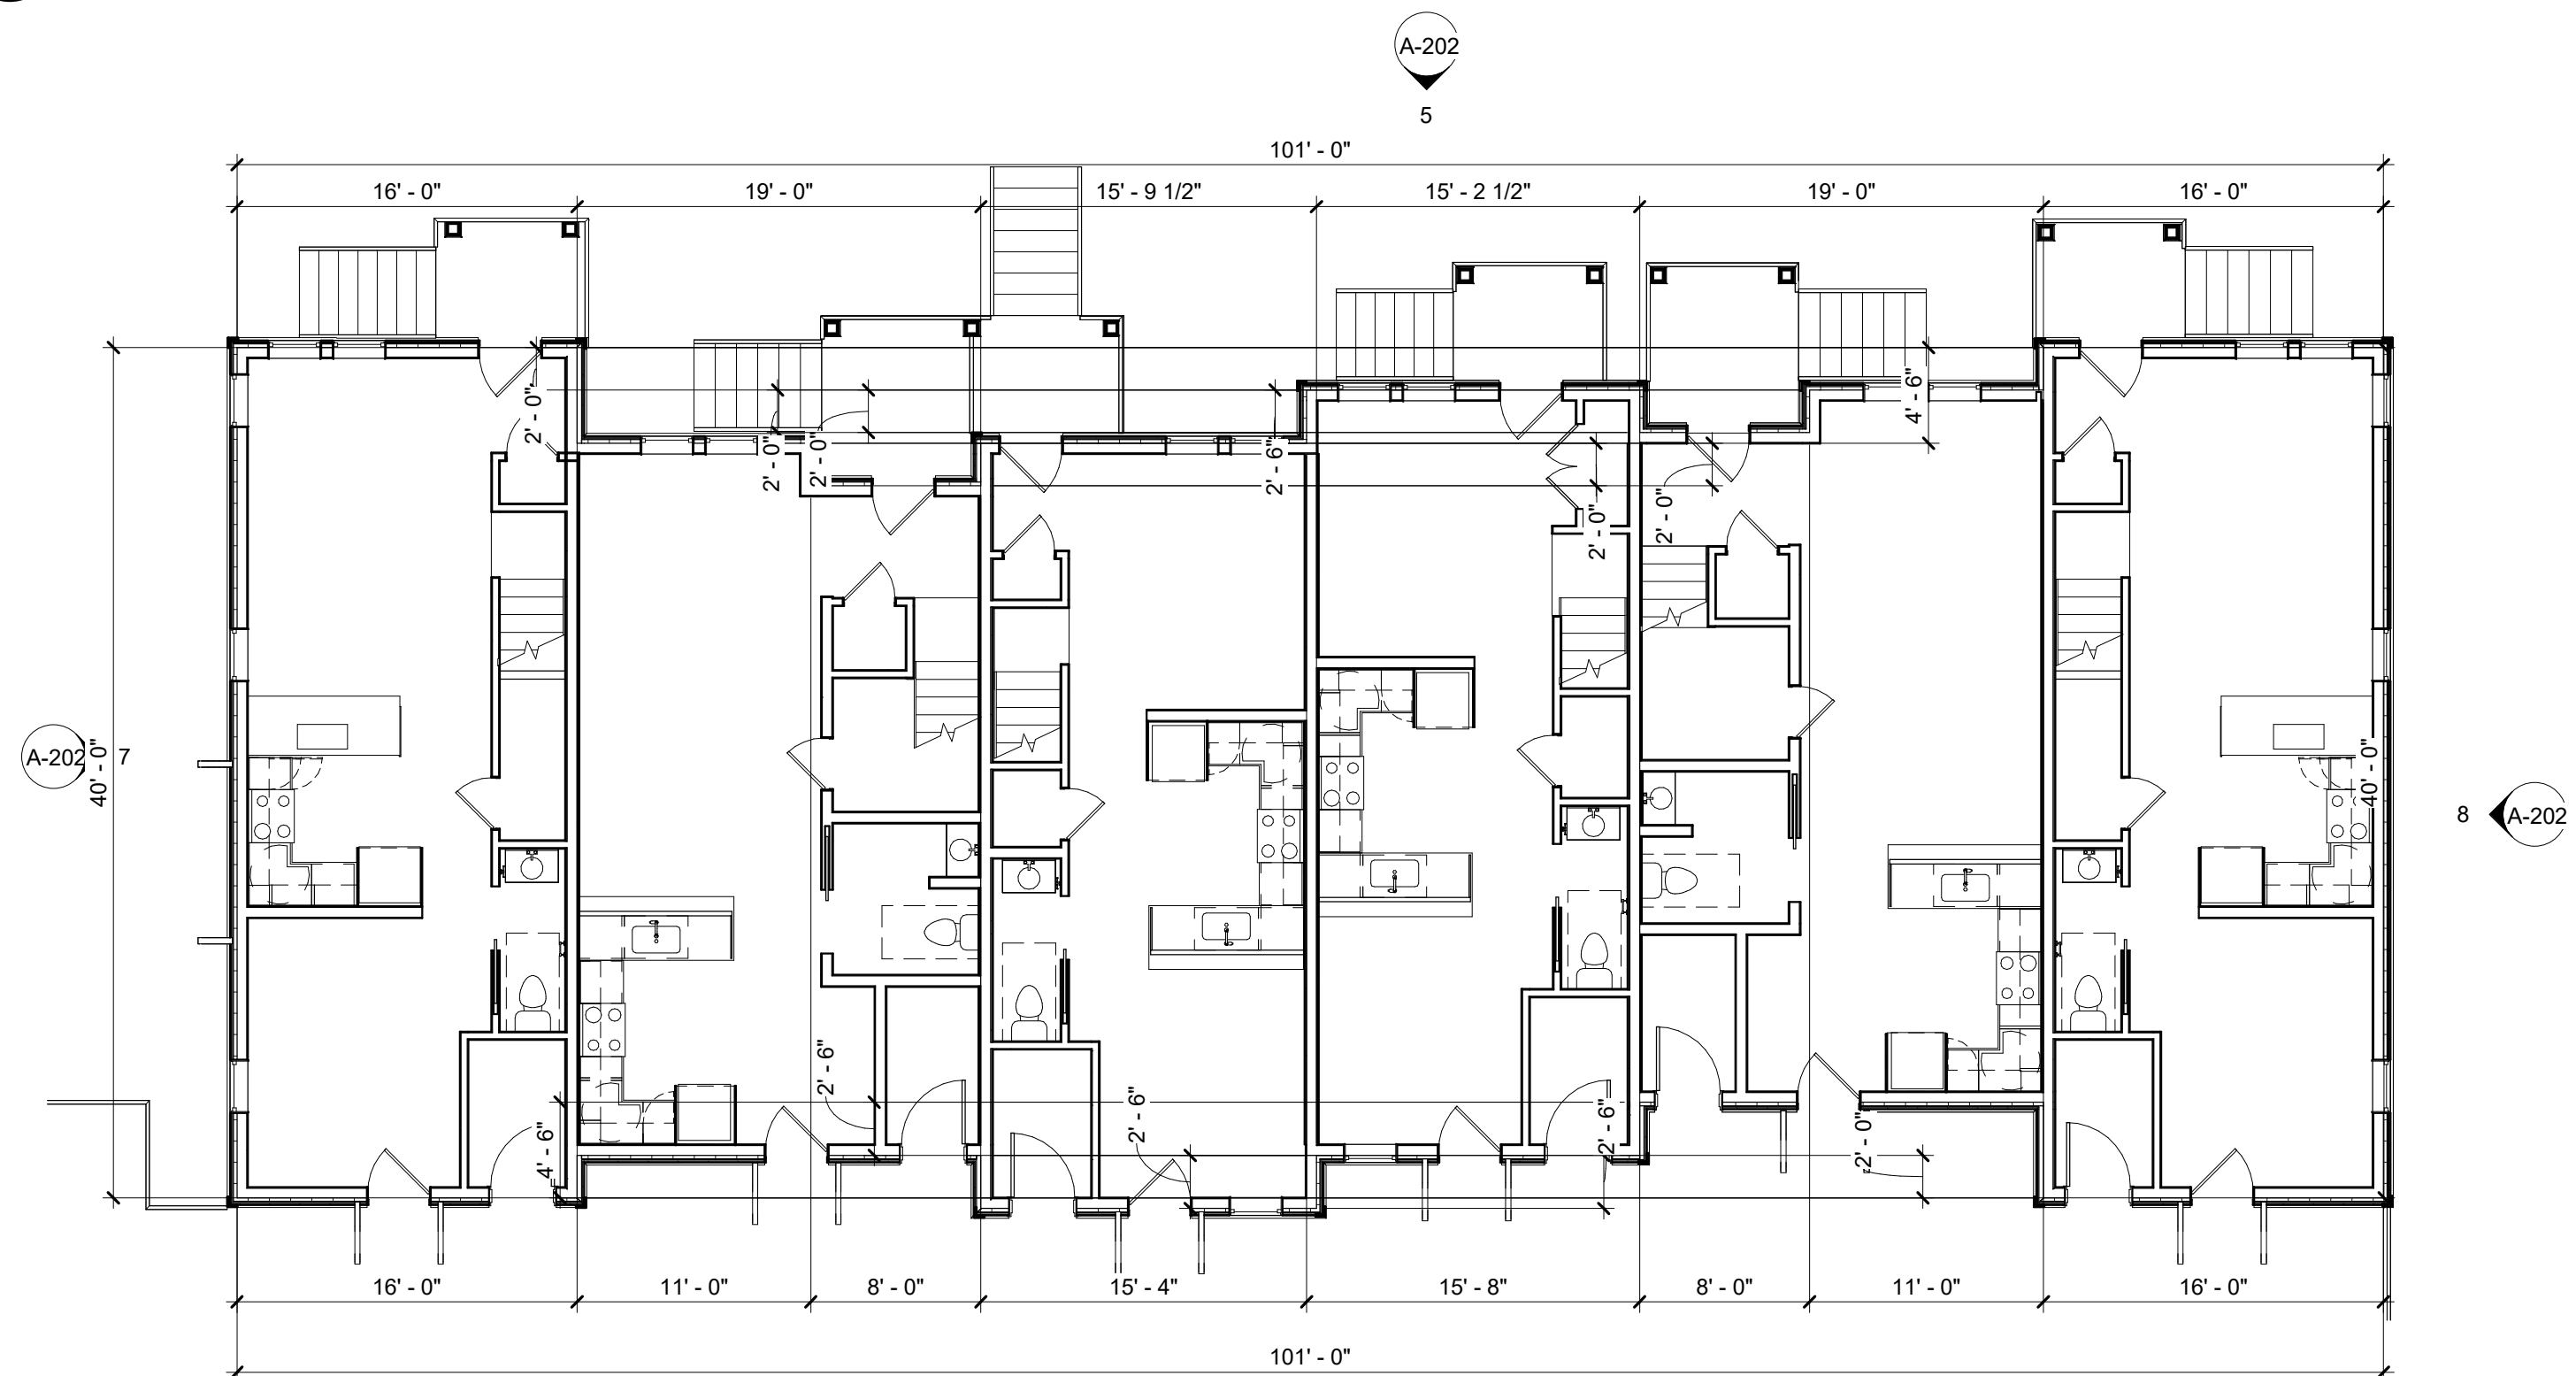 A-202
5
101' - 0"
16' - 0"
19' - 0"
15' - 9 1/2"
15' - 2 1/2"
19' - 0"
16' - 0"
4' - 6"
2' - 0"
2' - 0"
2' - 0"
2' - 6"
2' - 0"
2' - 0"
A-202
7
40' - 0"
40' - 0"
8
A-202
2' - 6"
2' - 6"
2' - 6"
2' - 0"
4' - 6"
16' - 0"
11' - 0"
8' - 0"
15' - 4"
15' - 8"
8' - 0"
11' - 0"
16' - 0"
101' - 0"